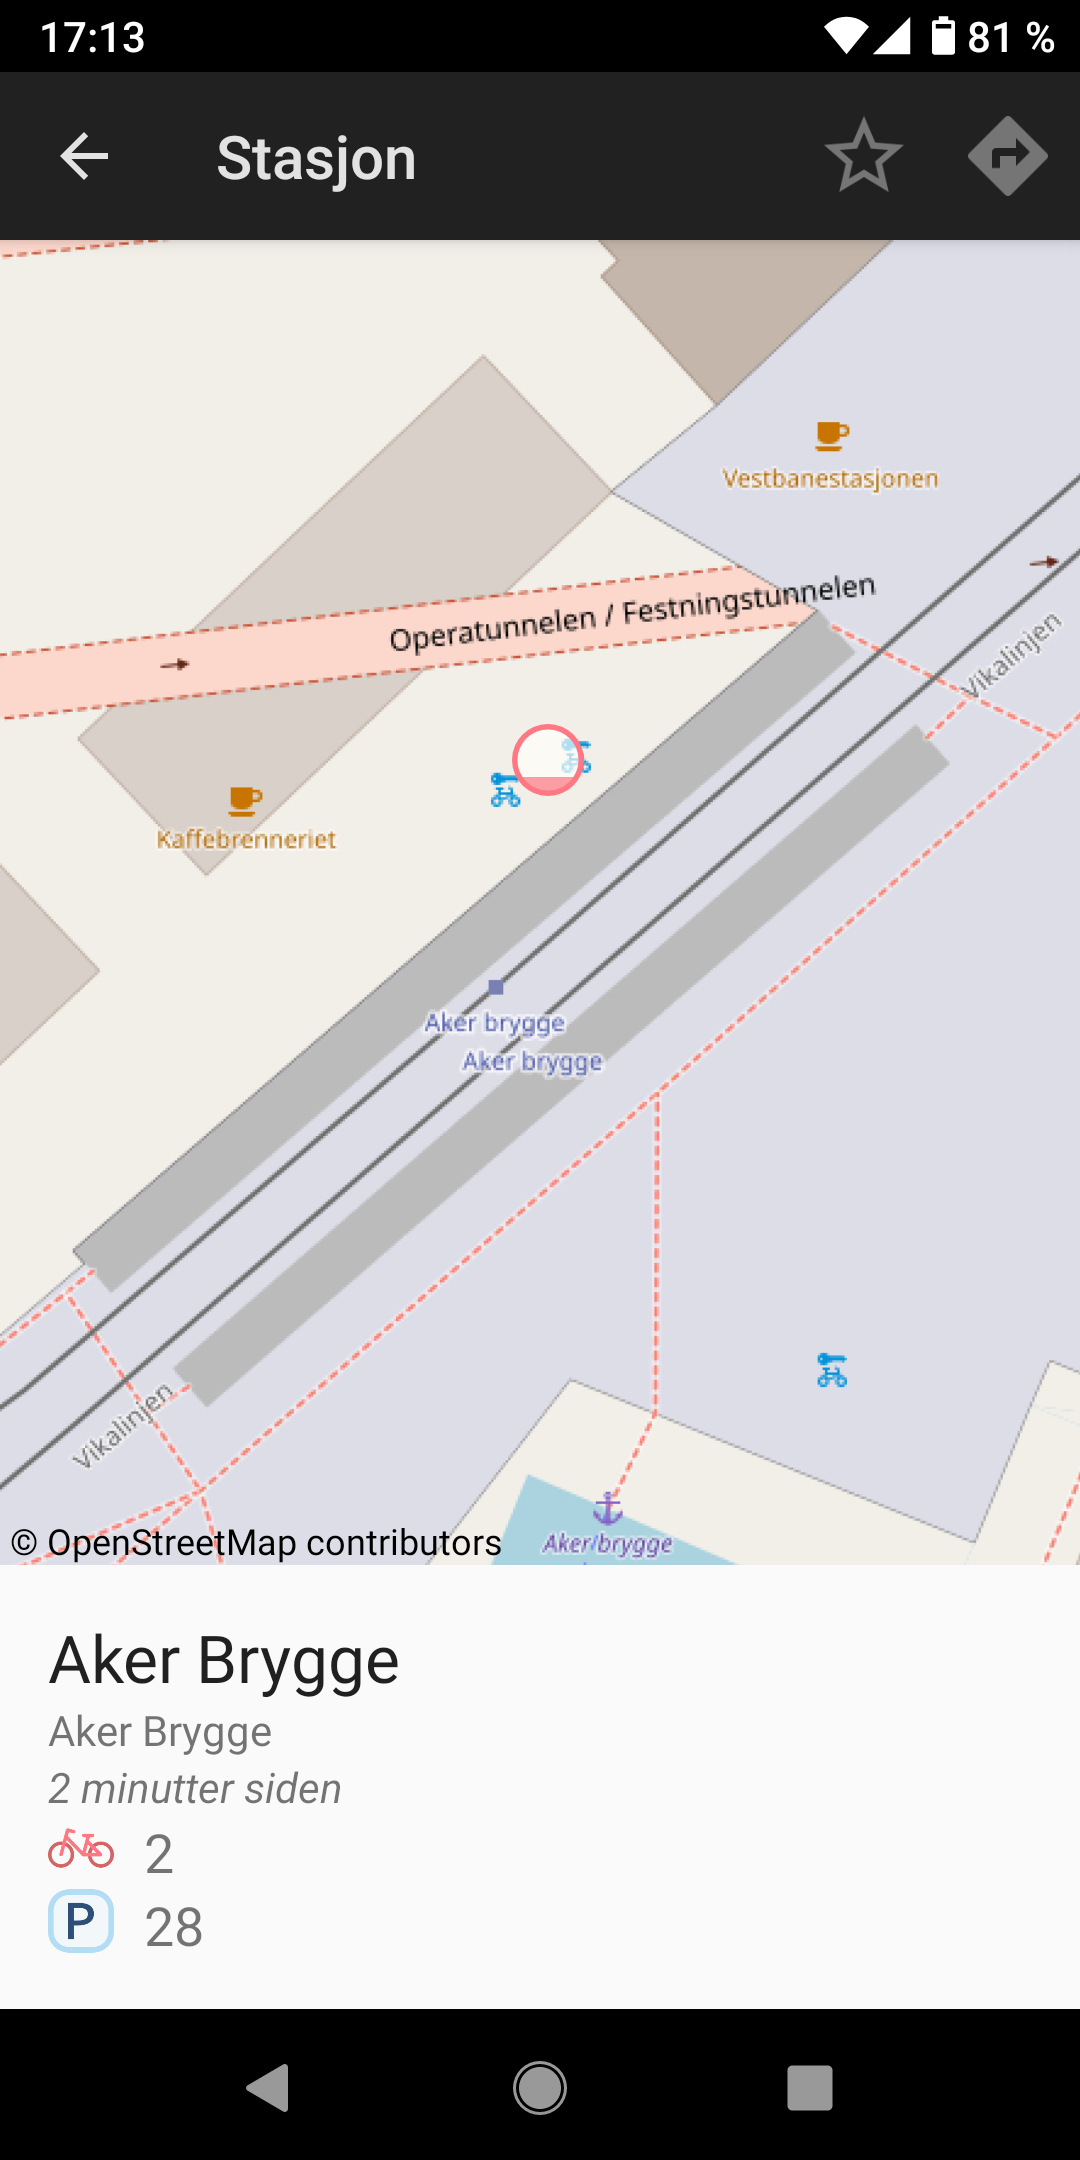 17:13
81 %
Stasjon
Vestbanestasjonen
Operatunnelen / Festningstunnelen
Vikalinjen
Kaffebrenneriet
Aker brygge
Aker brygge
Vikalinjen
Aker brygge
© OpenStreetMap contributors
Aker Brygge
Aker Brygge
2 minutter siden
2
P
28